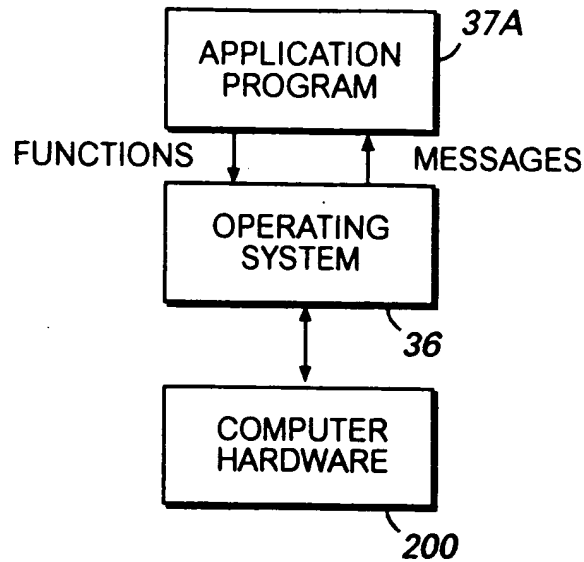 37A
APPLICATION
PROGRAM
FUNCTIONS
MESSAGES
OPERATING
SYSTEM
36
COMPUTER
HARDWARE
200